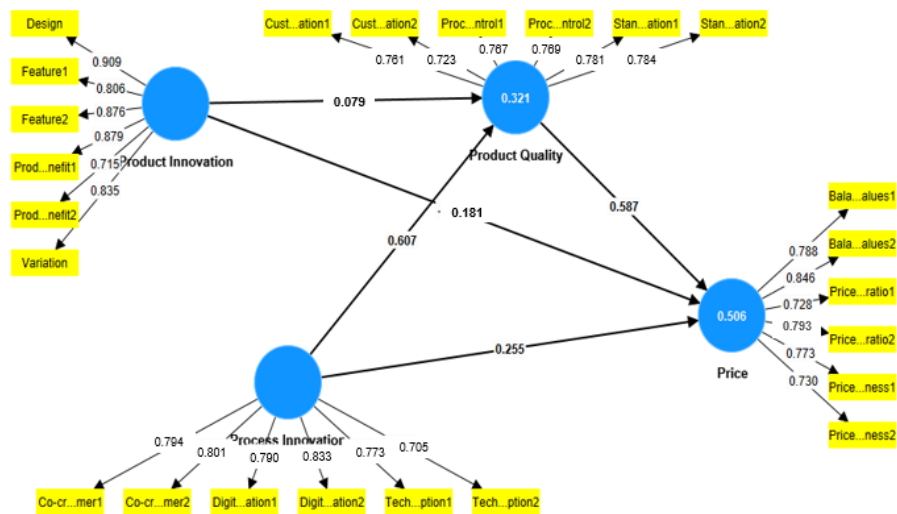 Design
Cust...ation1
Cust...ation2
Proc...ntrol1
Proc...ntrol2
Stan...ation1
Stan...ation2
0.909
0.761
0.723
0.767
0.769
0.781
0.784
Feature1
0.806
Feature2
0.876
0.879
0.079
0.321
Prod...nefit1
0.715
Product Innovation
Product Quality
0.835
Prod...nefit2
Variation
0.181
0.587
0.607
Bala...alues1
0.788
Bala...alues2
0.846
Price...ratio1
0.728
0.506
0.793
Price...ratio2
0.773
0.255
Price
0.730
Price...ness1
Price...ness2
Process Innovation
0.794
0.801
0.790
0.833
0.773
0.705
Co-cr...mer1
Co-cr...mer2
Digit...ation1
Digit...ation2
Tech...ption1
Tech...ption2